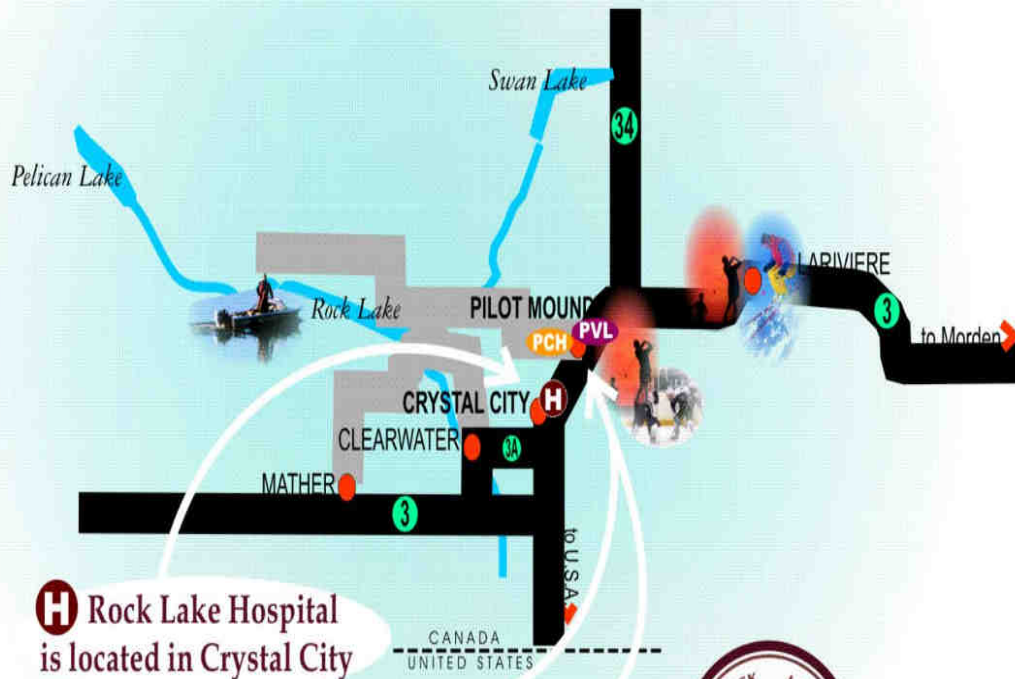 Swan Lake
34
Pelican Lake
LARIVIERE
Rock Lake
PILOT MOUND
3
PCH
PVL
to Morden
CRYSTAL CITY
H
CLEARWATER
3A
MATHER
3
to U.S.A.
H Rock Lake Hospital
is located in Crystal City
CANADA
UNITED STATES